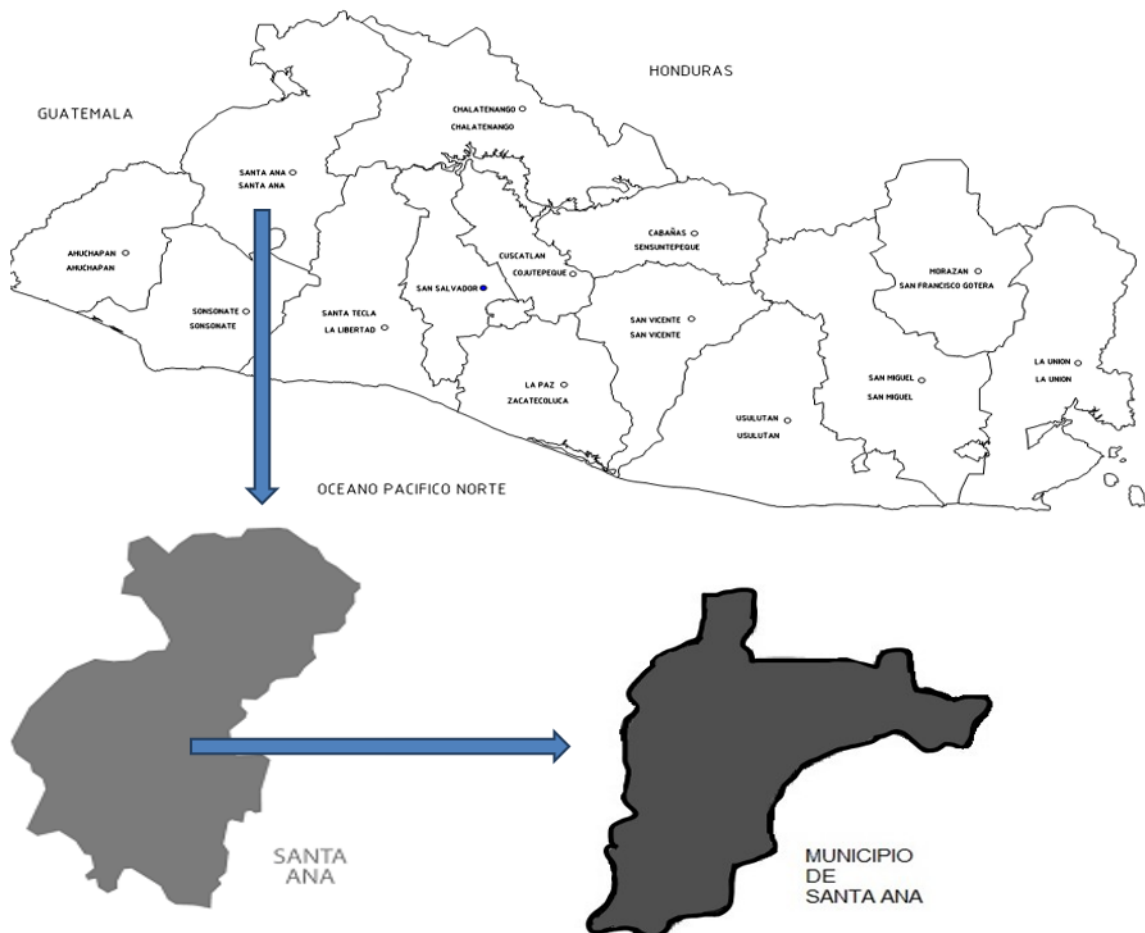 HONDURAS
GUATEMALA
CHALATENANGO
CHALATENANGO
SANTA ANA
SANTA ANA
CABAÑAS
SENSUNTEPEQUE
AHUCHAPAN
AHUCHAPAN
CUSCATLAN
COJUTEPEQUE
MORAZAN
SAN FRANCISCO GOTERA
SAN SALVADOR
SONSONATE
SONSONATE
SANTA TECLA
LA LIBERTAD
SAN VICENTE
SAN VICENTE
LA UNION
LA UNION
LA PAZ
ZACATECOLUCA
SAN MIGUEL
SAN MIGUEL
USULUTAN
USULUTAN
OCEANO PACIFICO NORTE
SANTA
ANA
MUNICIPIO
DE
SANTA ANA